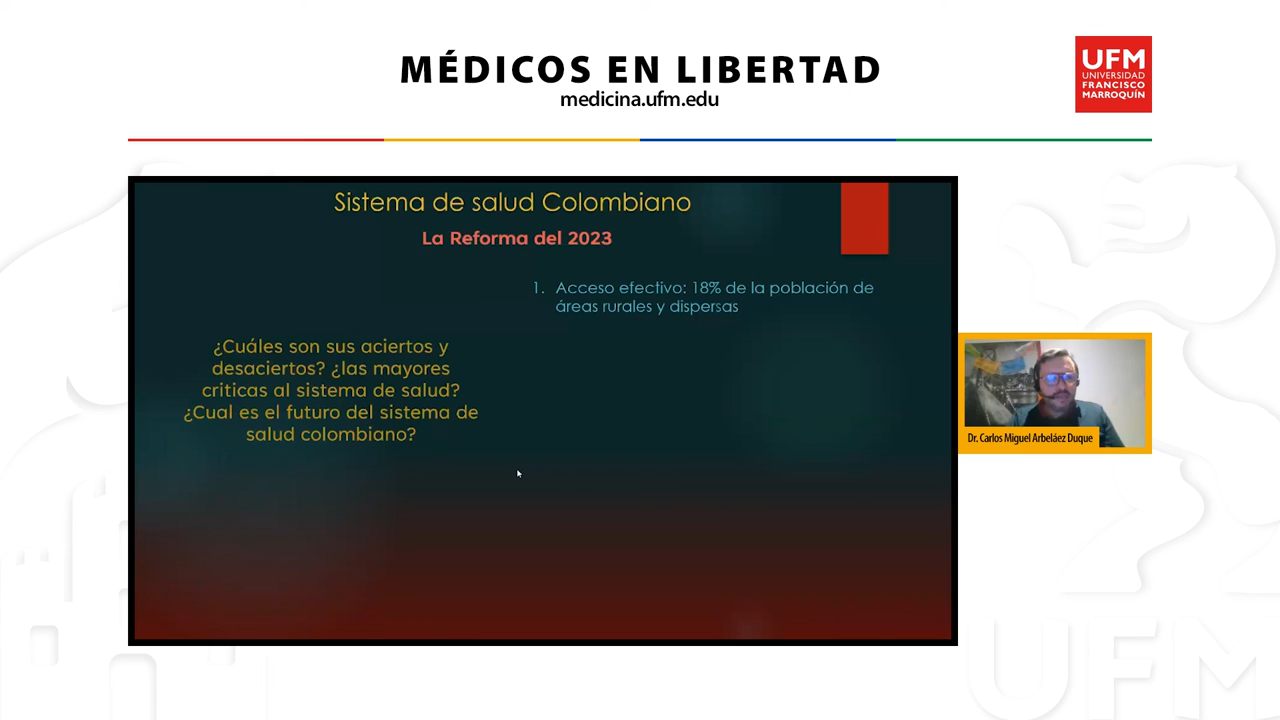 MÉDICOS EN LIBERTAD
medicina.ufm.edu
UFM
UNIVERSIDAD
FRANCISCO
MARROQUÍN
Sistema de salud Colombiano
La Reforma del 2023
1. Acceso efectivo: 18% de la población de
áreas rurales y dispersas
¿Cuáles son sus aciertos y
desaciertos? ¿las mayores
criticas al sistema de salud?
¿Cual es el futuro del sistema de
salud colombiano?
Dr. Carlos Miguel Arbeláez Duque
UFM